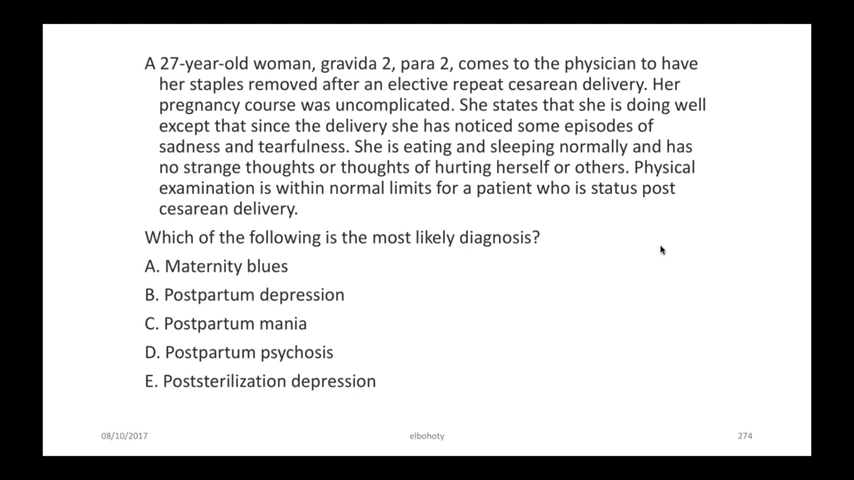 A 27-year-old woman, gravida 2, para 2, comes to the physician to have
her staples removed after an elective repeat cesarean delivery. Her
pregnancy course was uncomplicated. She states that she is doing well
except that since the delivery she has noticed some episodes of
sadness and tearfulness. She is eating and sleeping normally and has
no strange thoughts or thoughts of hurting herself or others. Physical
examination is within normal limits for a patient who is status post
cesarean delivery.
Which of the following is the most likely diagnosis?
A. Maternity blues
B. Postpartum depression
C. Postpartum mania
D. Postpartum psychosis
E. Poststerilization depression
08/10/2017 elbohoty 274